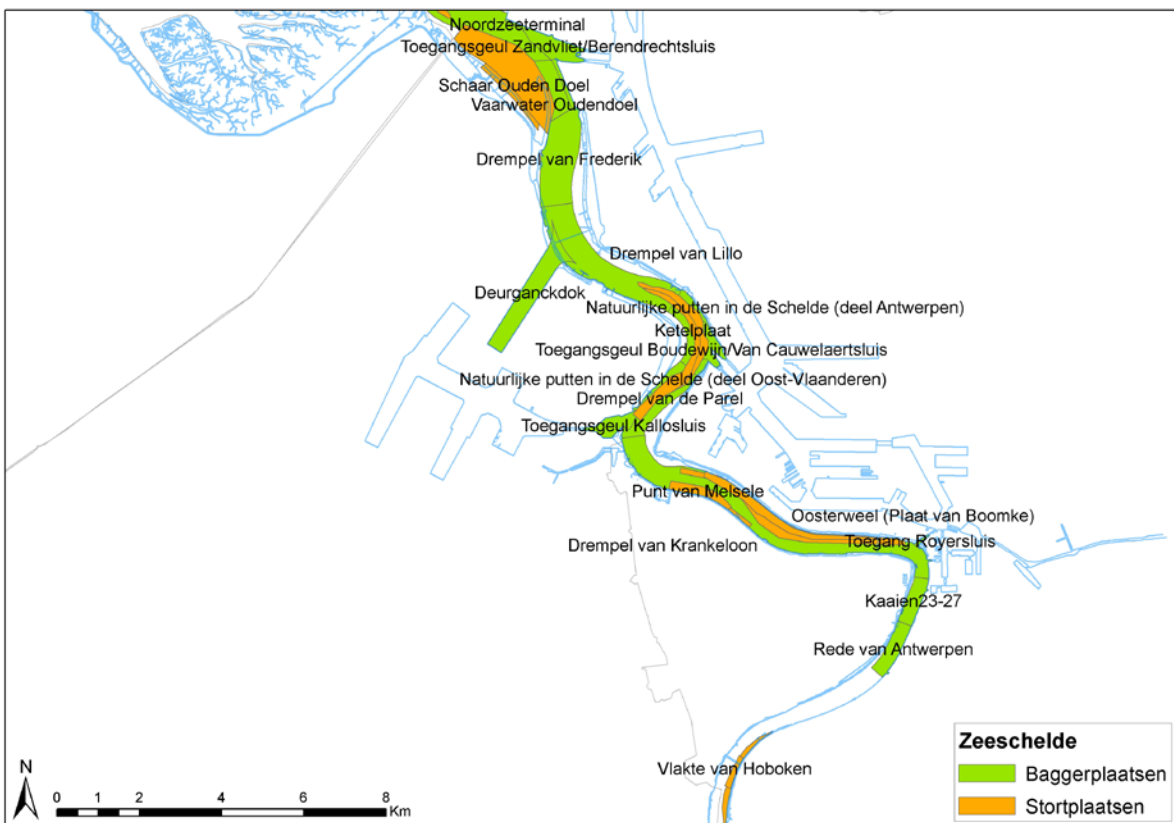 Noordzeeterminal
Toegangsgeul Zandvliet/Berendrechtsluis
Schaar Ouden Doel
Vaarwater Oudendoel
Drempel van Frederik
Drempel van Lillo
Deurganckdok
Natuurlijke putten in de Schelde (deel Antwerpen)
Ketelplaat
Toegangsgeul Boudewijn/Van Cauwelaertsluis
Natuurlijke putten in de Schelde (deel Oost-Vlaanderen)
Drempel van de Parel
Toegangsgeul Kallosluis
Punt van Melsele
Oosterweel (Plaat van Boomke)
Toegang Royersluis
Drempel van Krankeloon
Kaaien23-27
Rede van Antwerpen
Vlakte van Hoboken
Zeeschelde
Baggerplaatsen
Stortplaatsen
N
0 1 2 4 6 8
Km